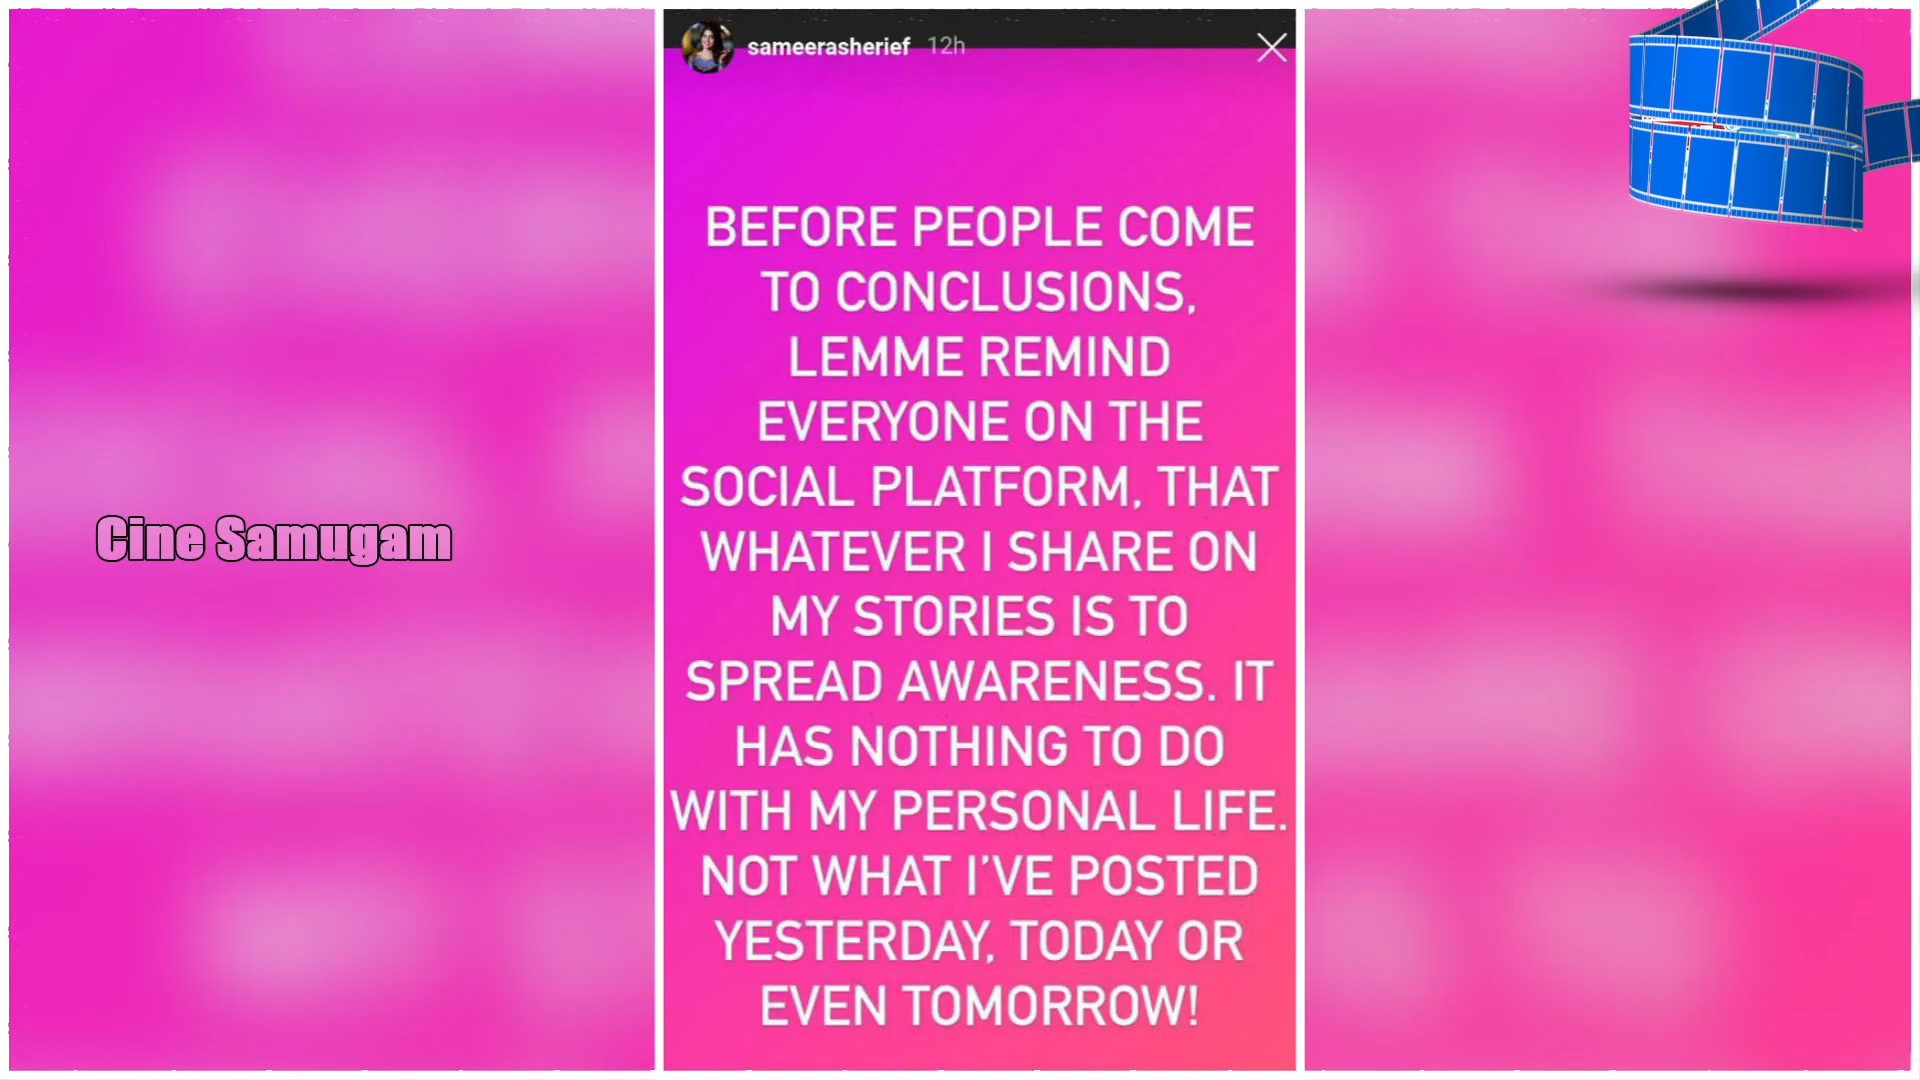 sameerasherief 12h
BEFORE PEOPLE COME
TO CONCLUSIONS,
LEMME REMIND
EVERYONE ON THE
SOCIAL PLATFORM, THAT
WHATEVER I SHARE ON
MY STORIES IS TO
SPREAD AWARENESS. IT
HAS NOTHING TO DO
WITH MY PERSONAL LIFE.
NOT WHAT I'VE POSTED
YESTERDAY, TODAY OR
EVEN TOMORROW!
Cine Samugam